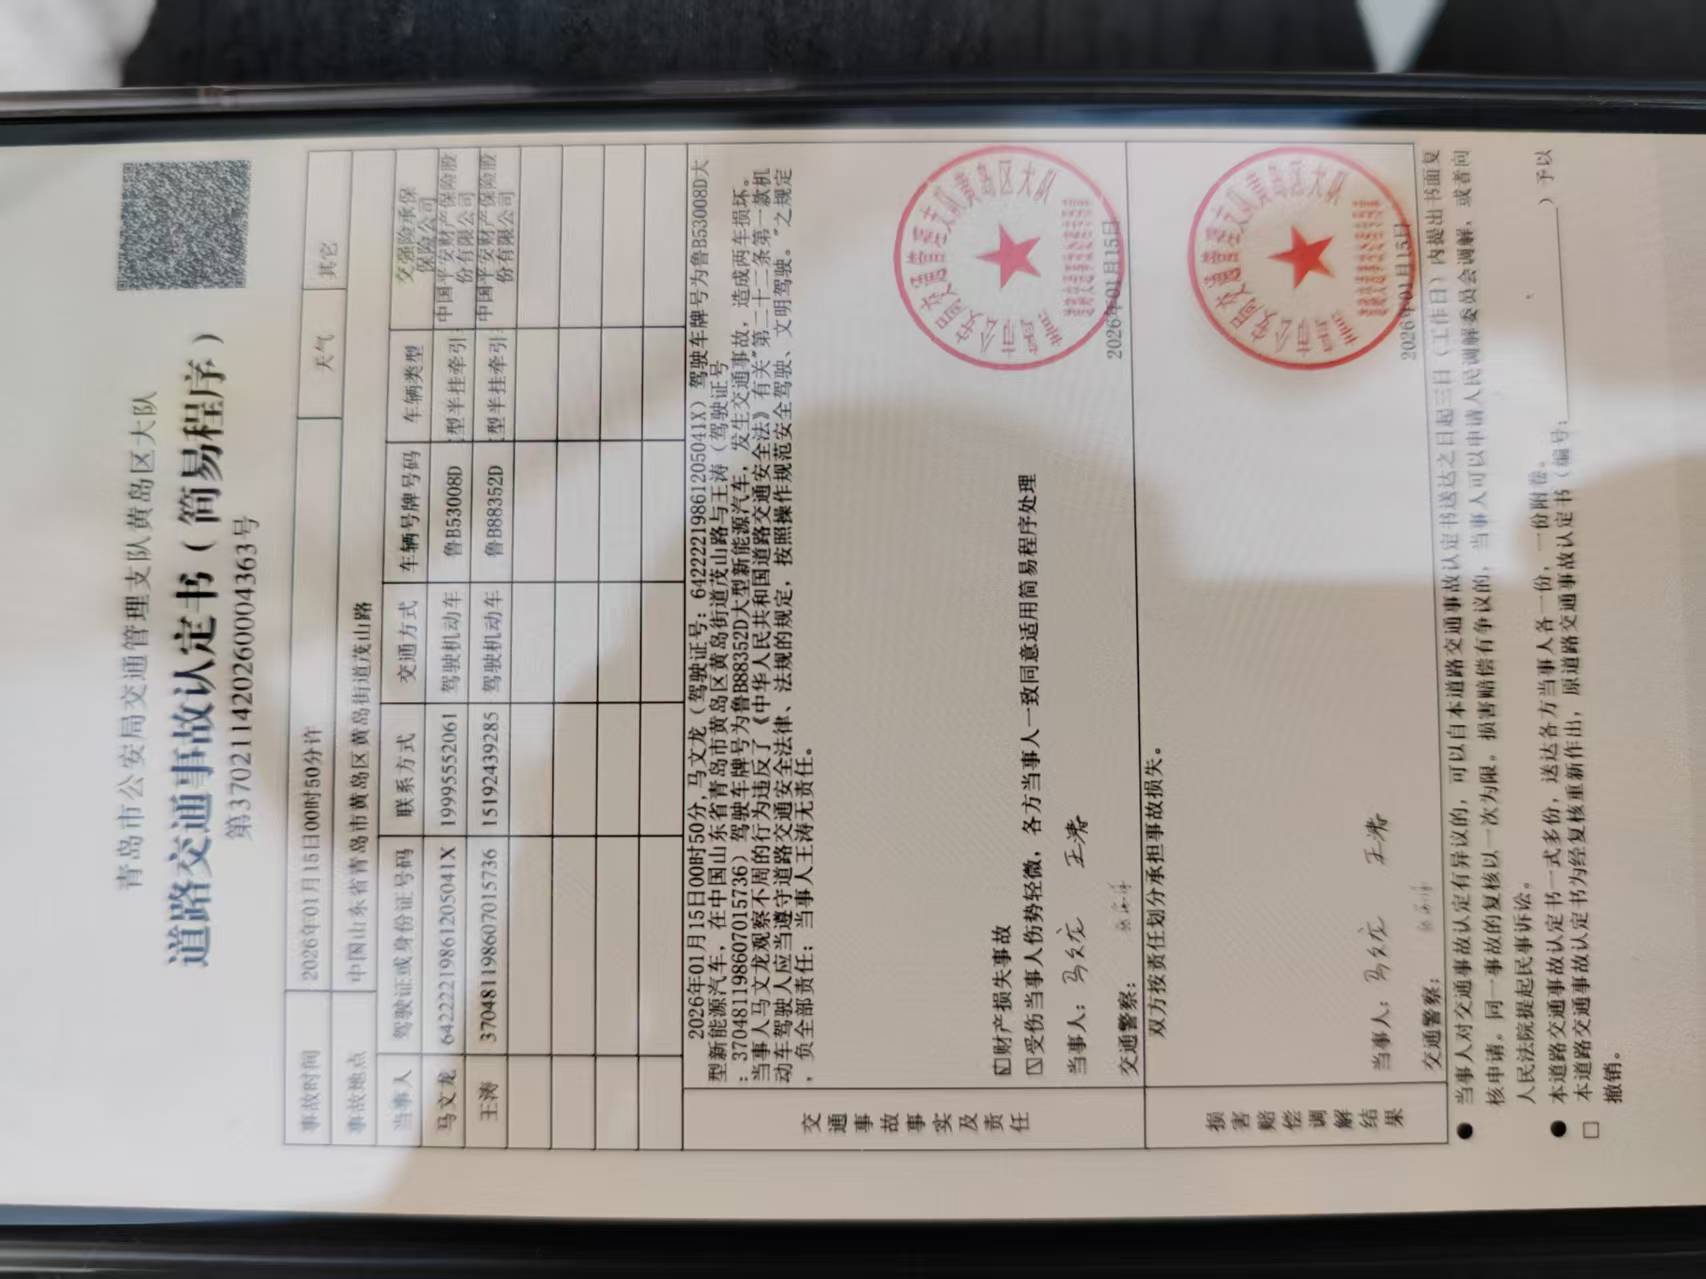 青岛市公安局交通管理支队黄岛区大队
道路交通事故认定书（简易程序）
第3702114202600004363号
事故时间 2026年01月15日00时50分许 天气 其它
事故地点 中国山东省青岛市黄岛区黄岛街道茂山路
当事人 驾驶证或身份证号码 联系方式 交通方式 车辆号牌号码 车辆类型 交强险承保保险公司
马文龙 64222219861205041X 19995552061 驾驶机动车 鲁B53008D 型半挂牵引 中国平安财产保险股份有限公司
王涛 370481198607015736 15192439285 驾驶机动车 鲁B88352D 型半挂牵引 中国平安财产保险股份有限公司
交通事故事实及责任
2026年01月15日00时50分,马文龙（驾驶证号：64222219861205041X）驾驶车牌号为鲁B53008D大
型新能源汽车，在中国山东省青岛市黄岛区黄岛街道茂山路与王涛（驾驶证号
：370481198607015736）驾驶车牌号为鲁B88352D大型新能源汽车，发生交通事故，造成两车损坏。
当事人马文龙观察不周的行为违反了《中华人民共和国道路交通安全法》有关"第二十二条第一款机
动车驾驶人应当遵守道路交通安全法律、法规的规定，按照操作规范安全驾驶、文明驾驶。"之规定
，负全部责任；当事人王涛无责任。
☑财产损失事故
☑受伤当事人伤势轻微，各方当事人一致同意适用简易程序处理
当事人：马文龙 王涛
交通警察：
2026年01月15日
损害赔偿调解结果
双方按责任划分承担事故损失。
当事人：马文龙 王涛
交通警察：
2026年01月15日
● 当事人对交通事故认定有异议的，可以自本道路交通事故认定书送达之日起三日（工作日）内提出书面复
核申请。同一事故的复核以一次为限。损害赔偿有争议的，当事人可以申请人民调解委员会调解，或者向
人民法院提起民事诉讼。
● 本道路交通事故认定书一式多份，送达各方当事人各一份，一份附卷。
□ 本道路交通事故认定书为经复核重新作出，原道路交通事故认定书（编号：）予以
撤销。